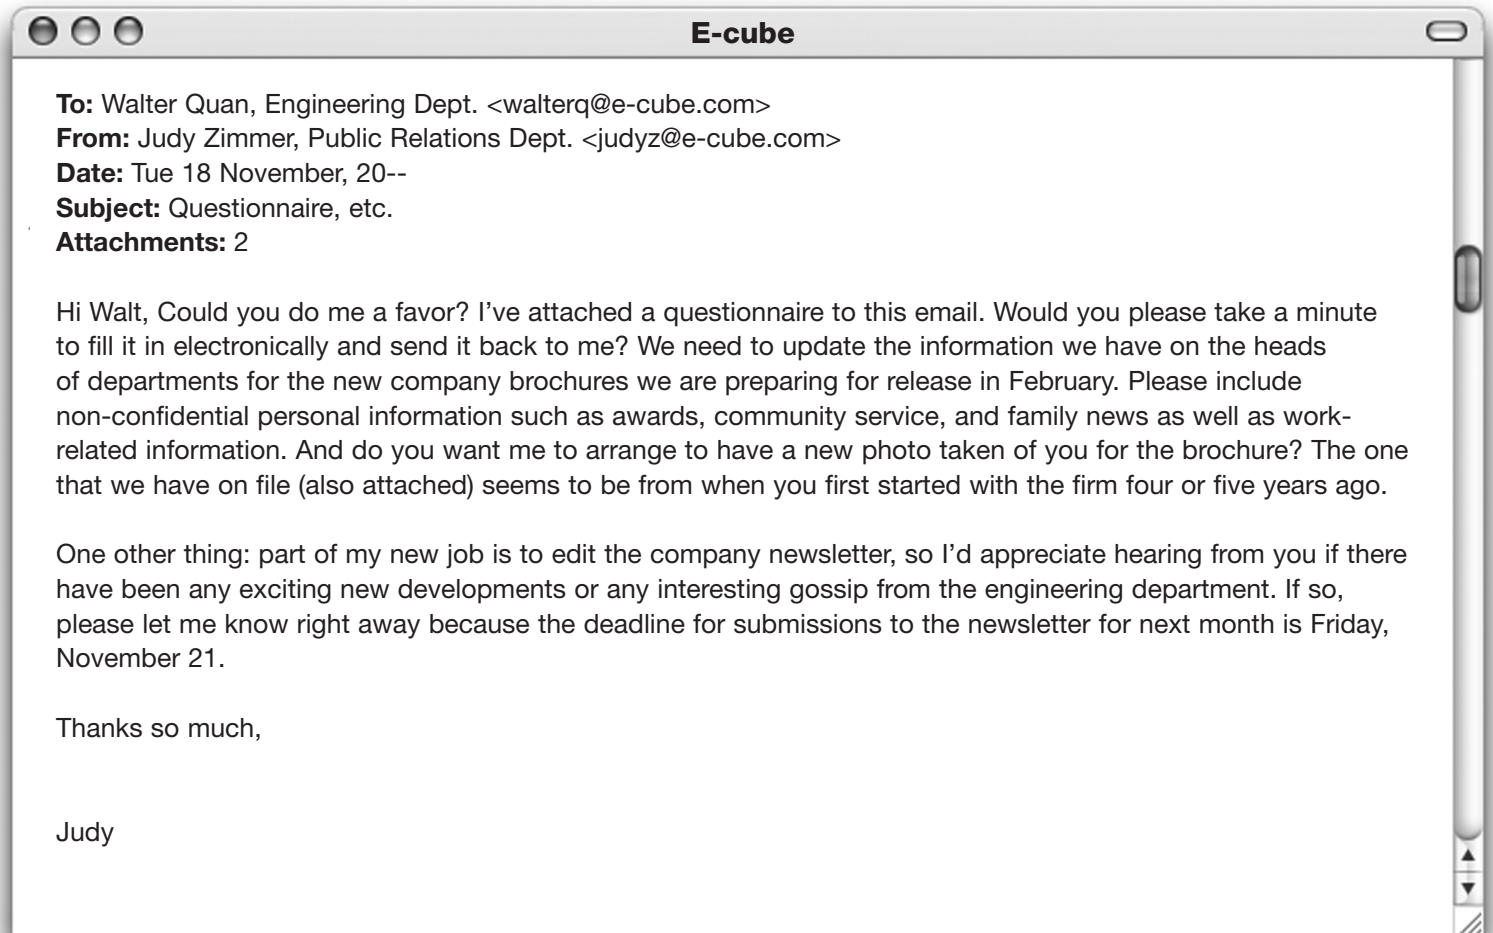 E-cube
To: Walter Quan, Engineering Dept. <walterq@e-cube.com>
From: Judy Zimmer, Public Relations Dept. <judyz@e-cube.com>
Date: Tue 18 November, 20--
Subject: Questionnaire, etc.
Attachments: 2
Hi Walt, Could you do me a favor? I’ve attached a questionnaire to this email. Would you please take a minute
to fill it in electronically and send it back to me? We need to update the information we have on the heads
of departments for the new company brochures we are preparing for release in February. Please include
non-confidential personal information such as awards, community service, and family news as well as work-
related information. And do you want me to arrange to have a new photo taken of you for the brochure? The one
that we have on file (also attached) seems to be from when you first started with the firm four or five years ago.
One other thing: part of my new job is to edit the company newsletter, so I’d appreciate hearing from you if there
have been any exciting new developments or any interesting gossip from the engineering department. If so,
please let me know right away because the deadline for submissions to the newsletter for next month is Friday,
November 21.
Thanks so much,
Judy